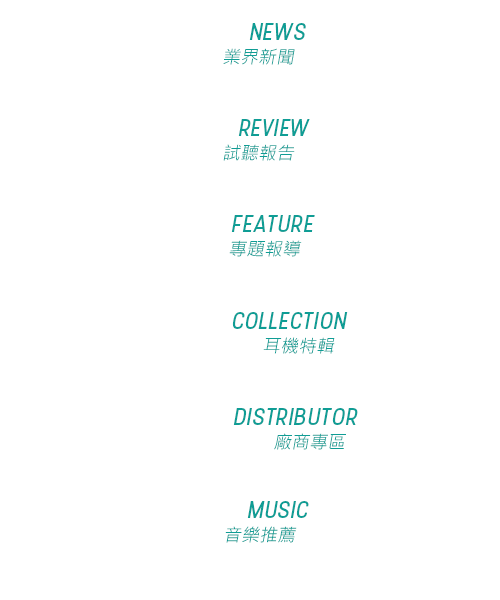 NEWS
業界新聞
REVIEW
試聽報告
FEATURE
專題報導
COLLECTION
耳機特輯
DISTRIBUTOR
廠商專區
MUSIC
音樂推薦